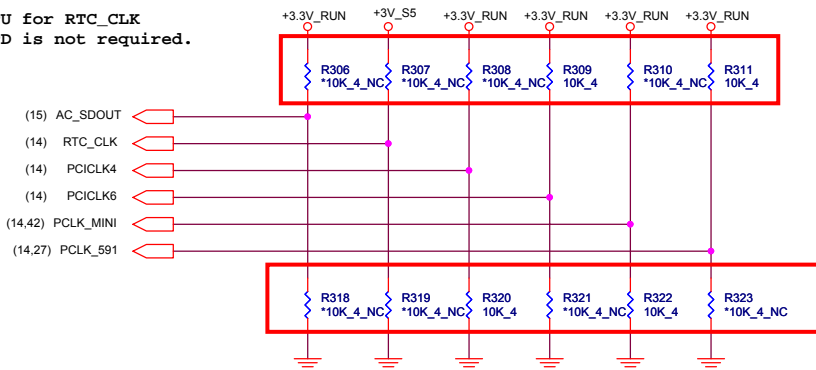 U for RTC_CLK
D is not required.
+3.3V_RUN +3V_S5 +3.3V_RUN +3.3V_RUN +3.3V_RUN +3.3V_RUN
R306 R307 R308 R309 R310 R311
*10K_4_NC *10K_4_NC *10K_4_NC 10K_4 *10K_4_NC 10K_4
(15) AC_SDOUT
(14) RTC_CLK
(14) PCICLK4
(14) PCICLK6
(14,42) PCLK_MINI
(14,27) PCLK_591
R318 R319 R320 R321 R322 R323
*10K_4_NC *10K_4_NC 10K_4 *10K_4_NC 10K_4 *10K_4_NC